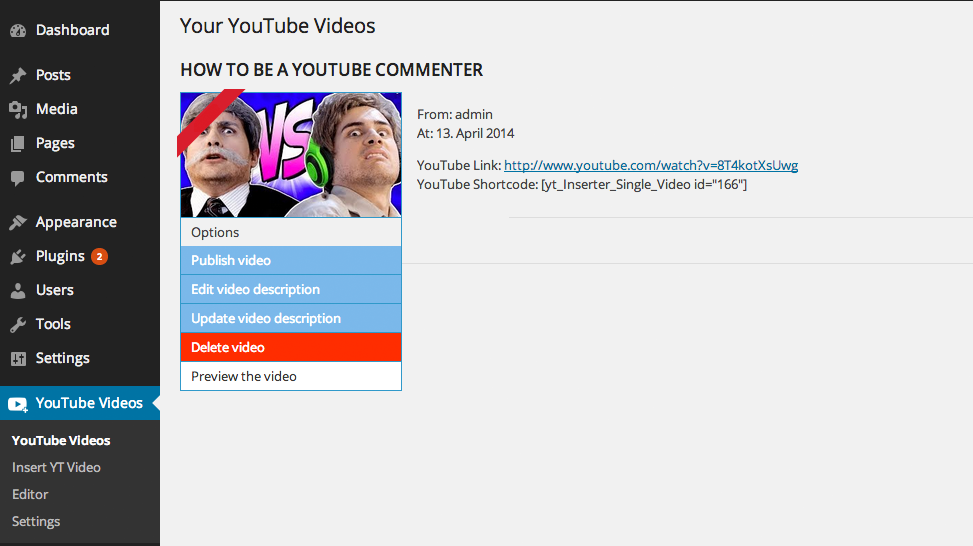 Dashboard
Posts
Media
Pages
Comments
Appearance
Plugins 2
Users
Tools
Settings
YouTube Videos
YouTube Videos
Insert YT Video
Editor
Settings
Your YouTube Videos
HOW TO BE A YOUTUBE COMMENTER
VS
Options
Publish video
Edit video description
Update video description
Delete video
Preview the video
From: admin
At: 13. April 2014
YouTube Link: http://www.youtube.com/watch?v=8T4kotXsUwg
YouTube Shortcode: [yt_Inserter_Single_Video id="166"]